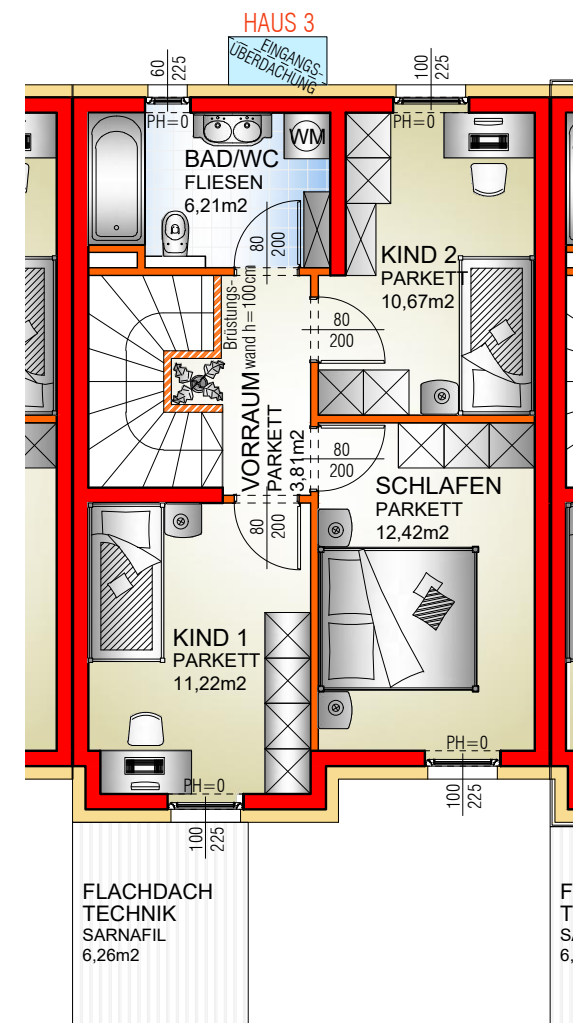 HAUS 3
EINGANGS-
ÜBERDACHUNG
60
225
100
225
PH=0
PH=0
WM
BAD/WC
FLIESEN
6,21m2
80
200
KIND 2
PARKETT
10,67m2
Brüstungs-
wand h=100cm
80
200
VORRAUM
PARKETT
3,81m2
80
200
SCHLAFEN
PARKETT
12,42m2
80
200
KIND 1
PARKETT
11,22m2
PH=0
PH=0
100
225
100
225
FLACHDACH
TECHNIK
SARNAFIL
6,26m2
F
T
S
6,